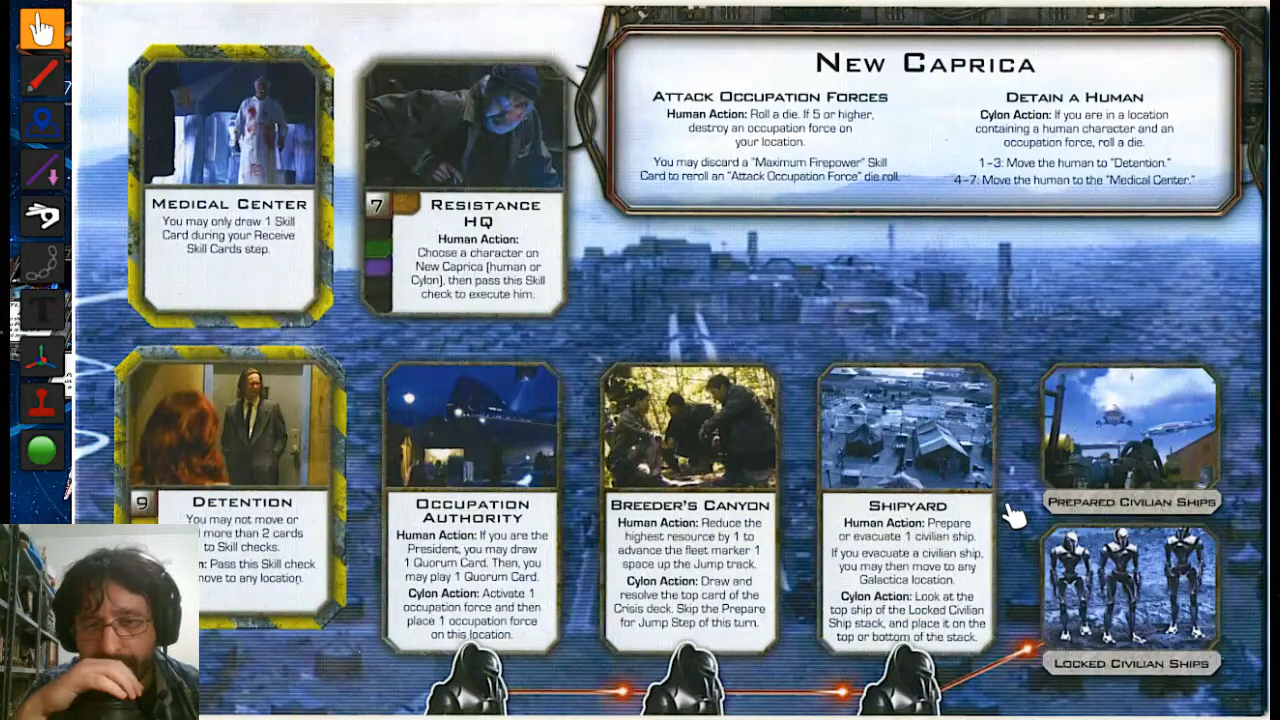 NEW CAPRICA
ATTACK OCCUPATION FORCES
Human Action: Roll a die. If 5 or higher,
destroy an occupation force on
your location.
You may discard a "Maximum Firepower" Skill
Card to reroll an "Attack Occupation Force" die roll.
DETAIN A HUMAN
Cylon Action: If you are in a location
containing a human character and an
occupation force, roll a die.
1–3: Move the human to "Detention."
4–7: Move the human to the "Medical Center."
MEDICAL CENTER
You may only draw 1 Skill
Card during your Receive
Skill Cards step.
7
RESISTANCE
HQ
Human Action:
Choose a character on
New Caprica (human or
Cylon), then pass this Skill
check to execute him.
9
DETENTION
You may not move or
more than 2 cards
to Skill checks.
Pass this Skill check
move to any location.
OCCUPATION
AUTHORITY
Human Action: If you are the
President, you may draw
1 Quorum Card. Then, you
may play 1 Quorum Card.
Cylon Action: Activate 1
occupation force and then
place 1 occupation force
on this location.
BREEDER'S CANYON
Human Action: Reduce the
highest resource by 1 to
advance the fleet marker 1
space up the Jump track.
Cylon Action: Draw and
resolve the top card of the
Crisis deck. Skip the Prepare
for Jump Step of this turn.
SHIPYARD
Human Action: Prepare
or evacuate 1 civilian ship.
If you evacuate a civilian ship,
you may then move to any
Galactica location.
Cylon Action: Look at the
top ship of the Locked Civilian
Ship stack, and place it on the
top or bottom of the stack.
PREPARED CIVILIAN SHIPS
LOCKED CIVILIAN SHIPS
T